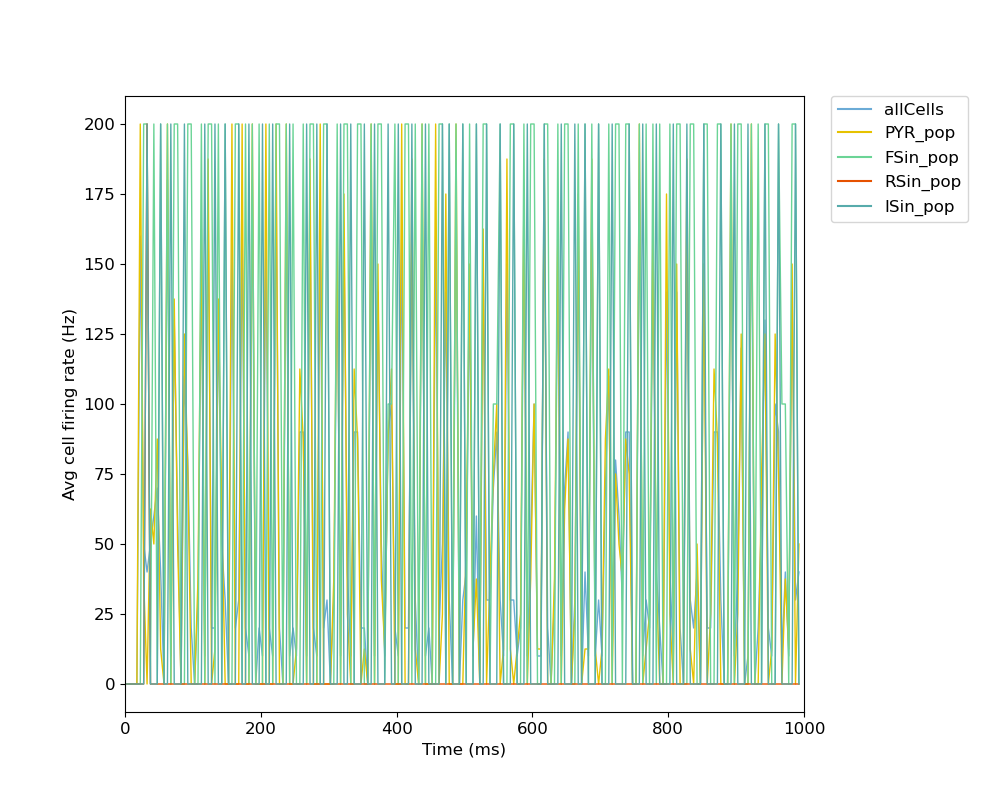 200
175
150
125
100
75
50
25
0
Avg cell firing rate (Hz)
0 200 400 600 800 1000
Time (ms)
allCells
PYR_pop
FSin_pop
RSin_pop
ISin_pop